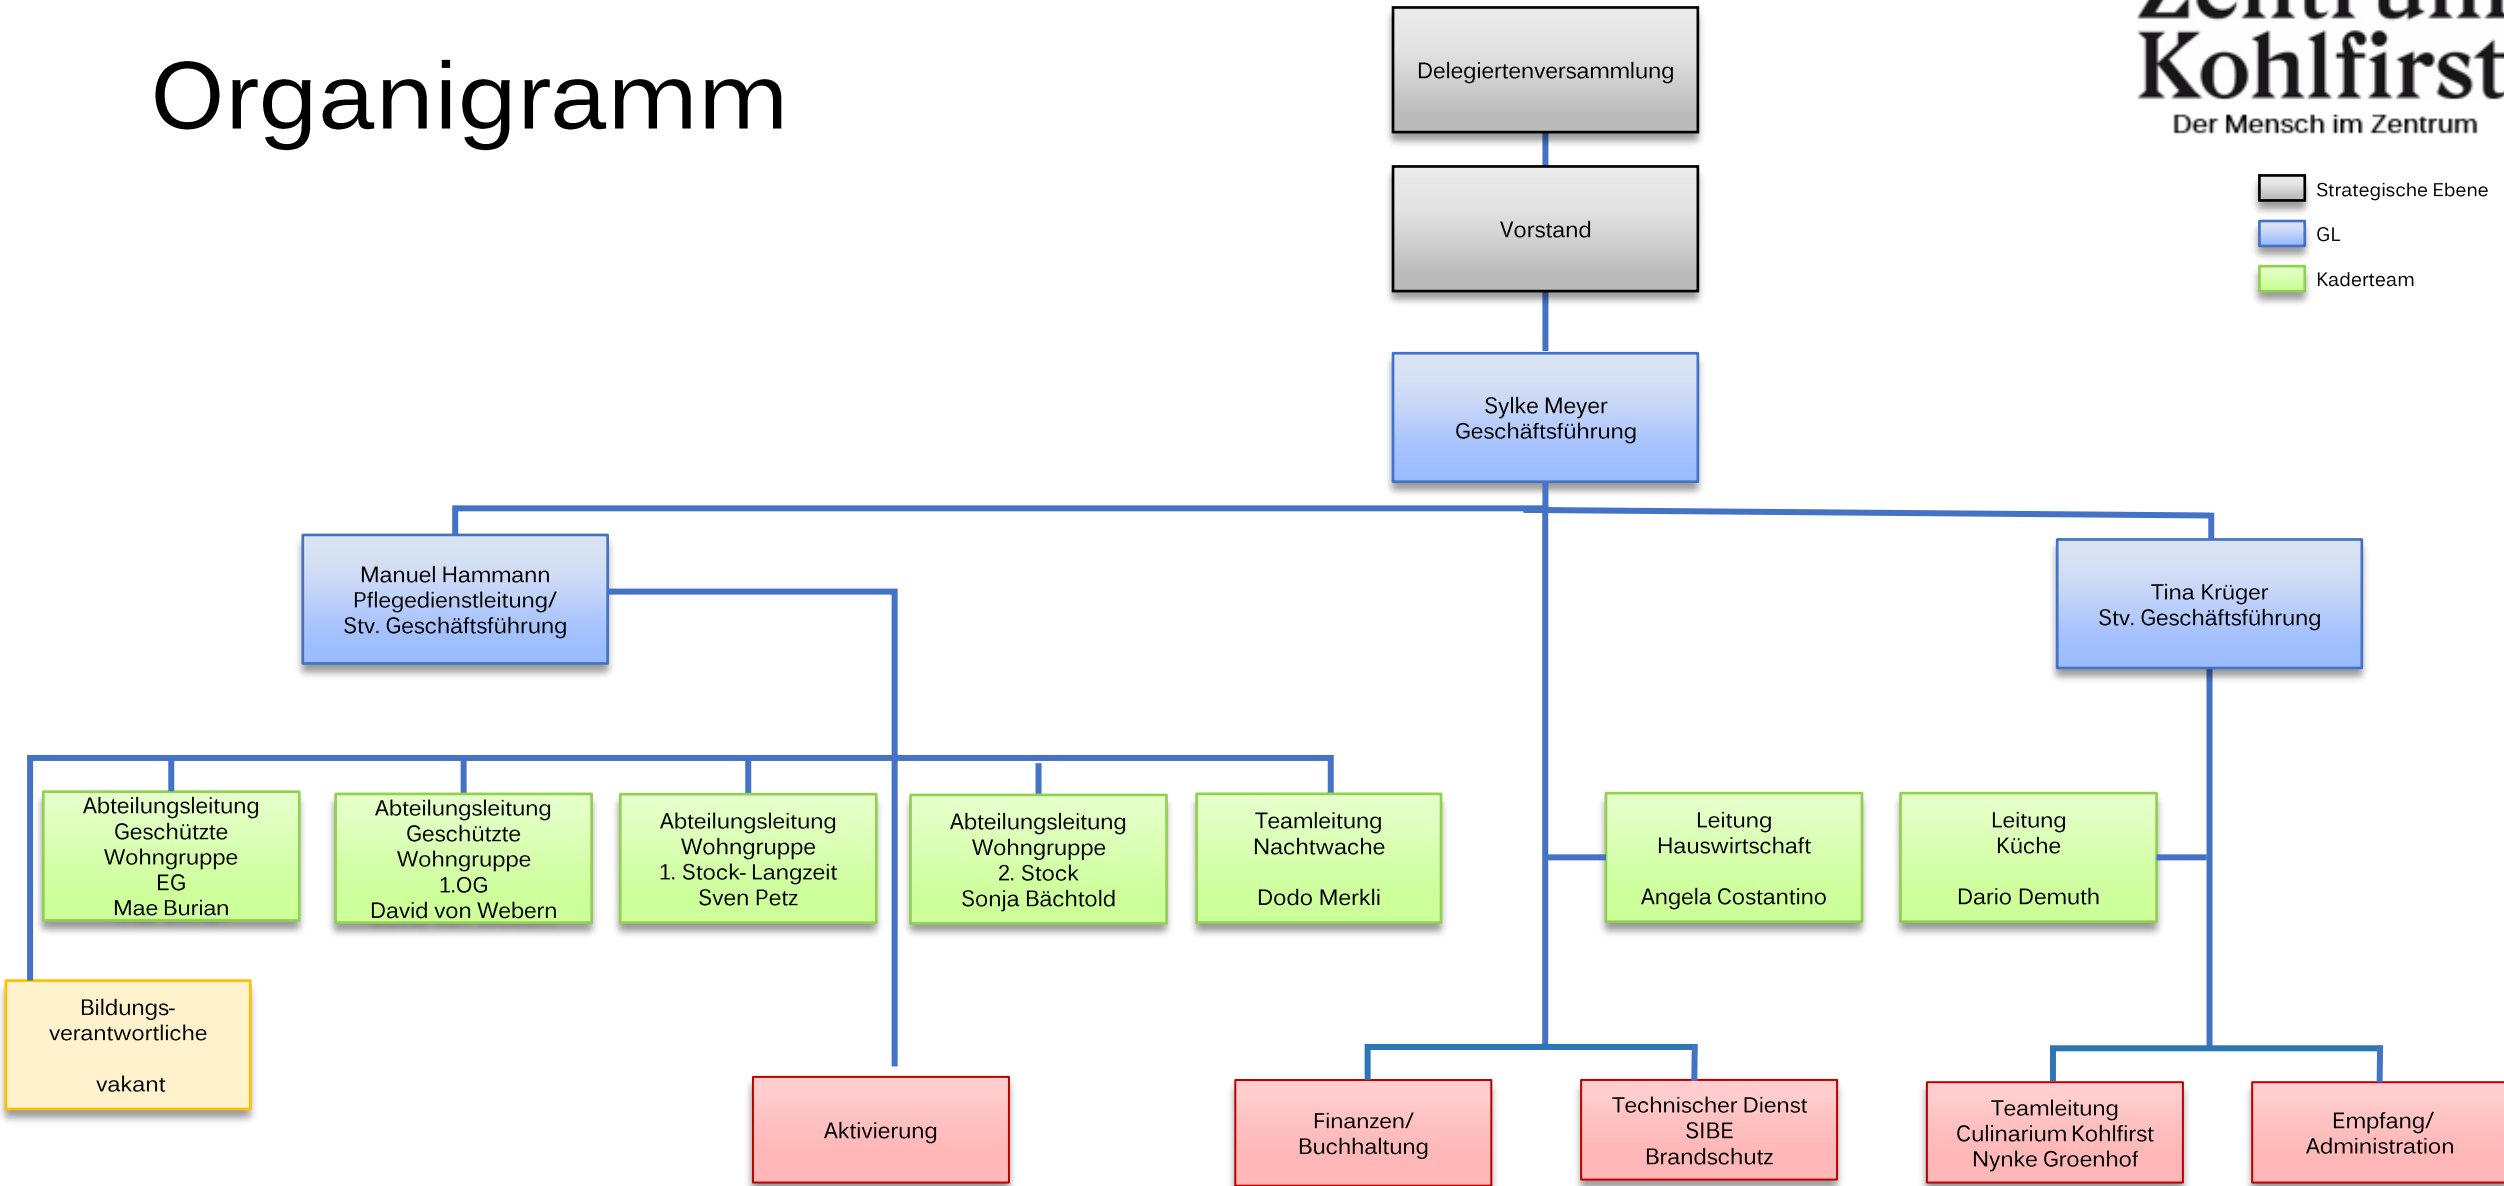 Organigramm
Zentrum
Kohlfirst
Der Mensch im Zentrum
Strategische Ebene
GL
Kaderteam
Delegiertenversammlung
Vorstand
Sylke Meyer
Geschäftsführung
Manuel Hammann
Pflegedienstleitung/
Stv. Geschäftsführung
Tina Krüger
Stv. Geschäftsführung
Abteilungsleitung
Geschützte
Wohngruppe
EG
Mae Burian
Abteilungsleitung
Geschützte
Wohngruppe
1.OG
David von Webern
Abteilungsleitung
Wohngruppe
1. Stock- Langzeit
Sven Petz
Abteilungsleitung
Wohngruppe
2. Stock
Sonja Bächtold
Teamleitung
Nachtwache
Dodo Merkli
Leitung
Hauswirtschaft
Angela Costantino
Leitung
Küche
Dario Demuth
Bildungs-
verantwortliche
vakant
Aktivierung
Finanzen/
Buchhaltung
Technischer Dienst
SIBE
Brandschutz
Teamleitung
Culinarium Kohlfirst
Nynke Groenhof
Empfang/
Administration